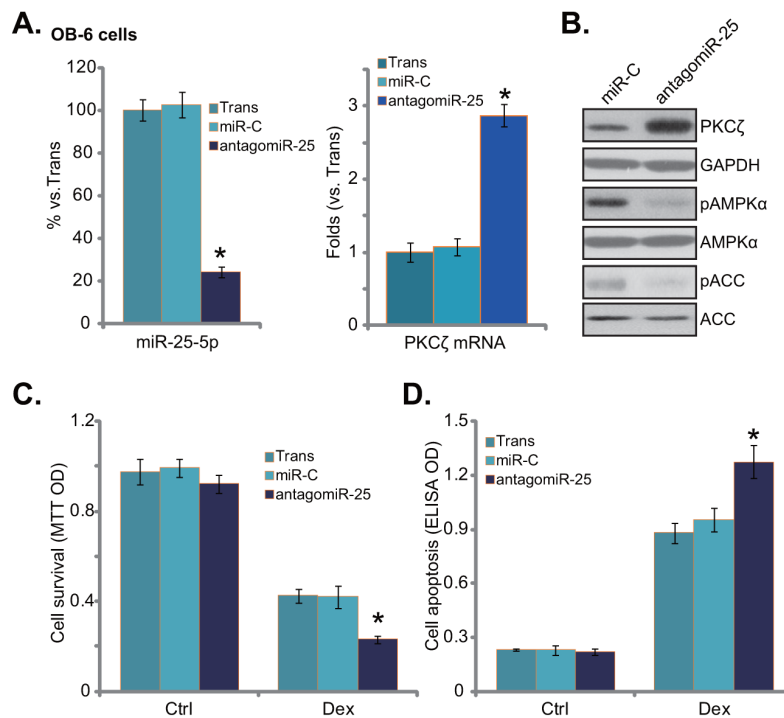 A. OB-6 cells
120
100
80
60
40
20
0
% vs.Trans
Trans
miR-C
antagomiR-25
*
miR-25-5p
3
2
1
0
Folds (vs. Trans)
Trans
miR-C
antagomiR-25
*
PKCζ mRNA
B.
miR-C
antagomiR-25
PKCζ
GAPDH
pAMPKα
AMPKα
pACC
ACC
C.
1.2
0.8
0.4
0
Cell survival (MTT OD)
Trans
miR-C
antagomiR-25
*
Ctrl
Dex
D.
1.5
1.2
0.9
0.6
0.3
0
Cell apoptosis (ELISA OD)
Trans
miR-C
antagomiR-25
*
Ctrl
Dex